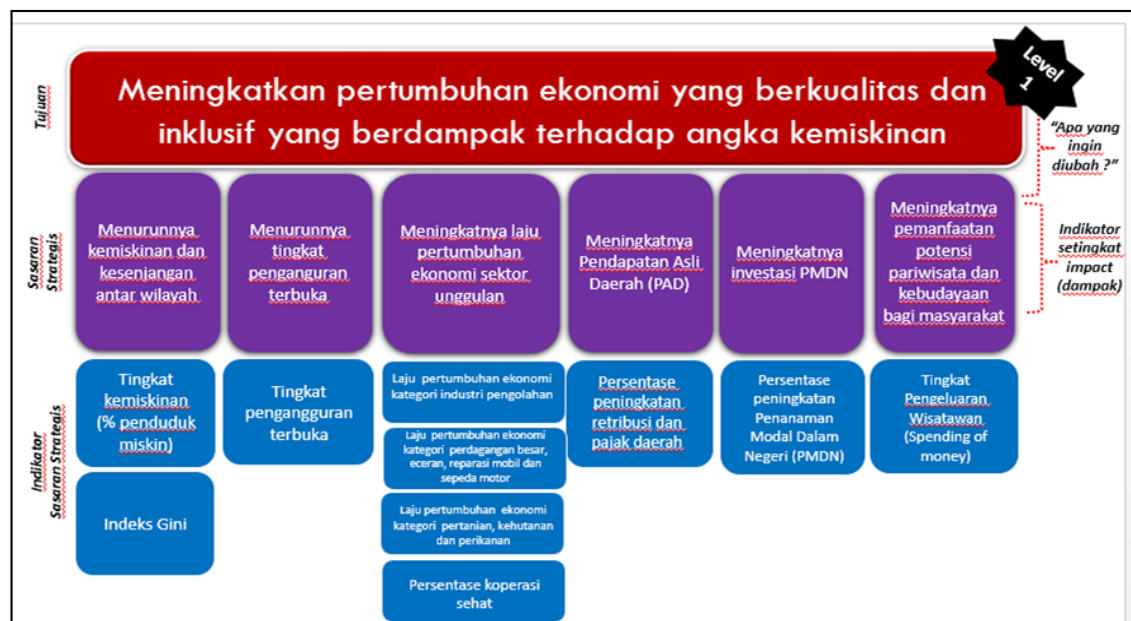 Level
1
Tujuan
Meningkatkan pertumbuhan ekonomi yang berkualitas dan
inklusif yang berdampak terhadap angka kemiskinan
"Apa yang
ingin
diubah ?"
Sasaran
Strategis
Menurunnya
kemiskinan dan
kesenjangan
antar wilayah
Menurunnya
tingkat
penganguran
terbuka
Meningkatnya laju
pertumbuhan
ekonomi sektor
unggulan
Meningkatnya
Pendapatan Asli
Daerah (PAD)
Meningkatnya
investasi PMDN
Meningkatnya
pemanfaatan
potensi
pariwisata dan
kebudayaan
bagi masyarakat
Indikator
setingkat
impact
(dampak)
Indikator
Sasaran Strategis
Tingkat
kemiskinan
(% penduduk
miskin)
Indeks Gini
Tingkat
pengangguran
terbuka
Laju pertumbuhan ekonomi
kategori industri pengolahan
Laju pertumbuhan ekonomi
kategori perdagangan besar,
eceran, reparasi mobil dan
sepeda motor
Laju pertumbuhan ekonomi
kategori pertanian, kehutanan
dan perikanan
Persentase koperasi
sehat
Persentase
peningkatan
retribusi dan
pajak daerah
Persentase
peningkatan
Penanaman
Modal Dalam
Negeri (PMDN)
Tingkat
Pengeluaran
Wisatawan
(Spending of
money)